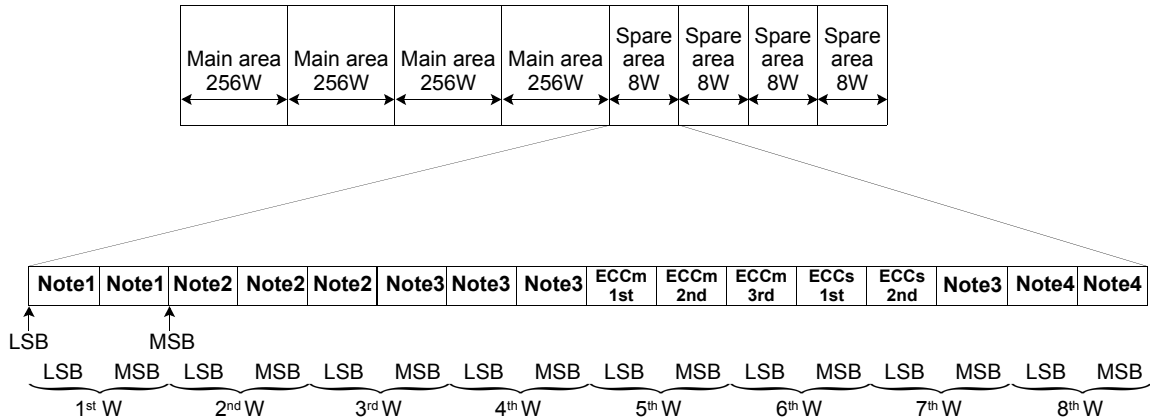 Main area 256W Main area 256W Main area 256W Main area 256W Spare area 8W Spare area 8W Spare area 8W Spare area 8W
Note1 Note1 Note2 Note2 Note2 Note3 Note3 Note3 ECCm 1st ECCm 2nd ECCm 3rd ECCs 1st ECCs 2nd Note3 Note4 Note4
LSB MSB
LSB MSB LSB MSB LSB MSB LSB MSB LSB MSB LSB MSB LSB MSB LSB MSB
1st W 2nd W 3rd W 4th W 5th W 6th W 7th W 8th W